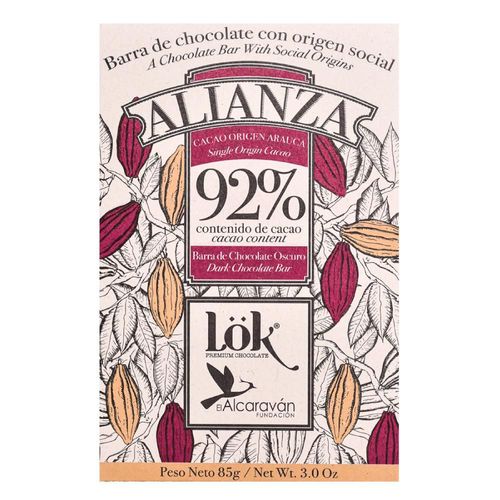 Barra de chocolate con origen social
A Chocolate Bar With Social Origins
ALIANZA
CACAO ORIGEN ARAUCA
Single Origin Cacao
92%
contenido de cacao
cacao content
Barra de Chocolate Oscuro
Dark Chocolate Bar
Lök®
PREMIUM CHOCOLATE
El Alcaraván
FUNDACIÓN
Peso Neto 85g / Net Wt. 3.0 Oz